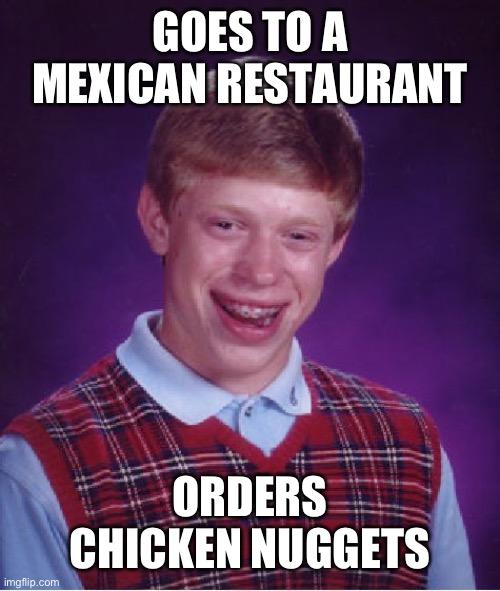 GOES TO A
MEXICAN RESTAURANT
ORDERS
CHICKEN NUGGETS
imgflip.com